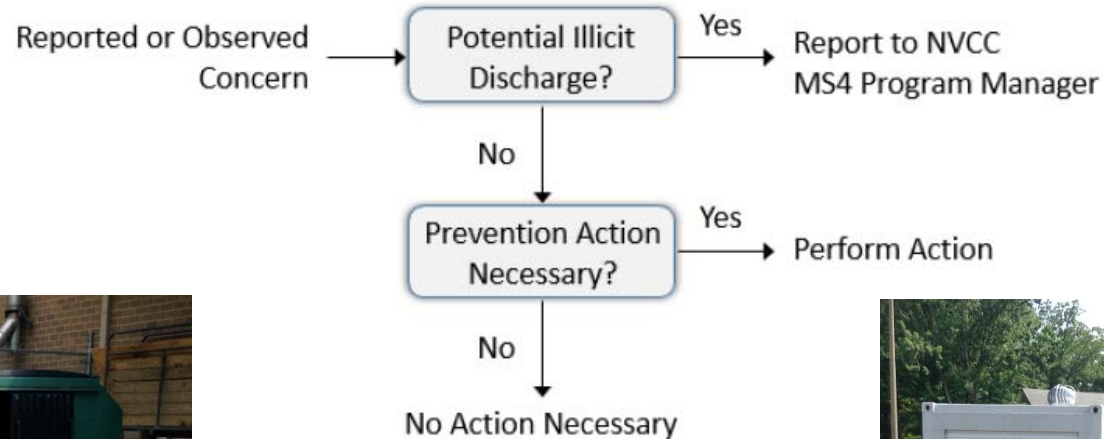 Reported or Observed
Concern
Potential Illicit
Discharge?
Yes
Report to NVCC
MS4 Program Manager
No
Prevention Action
Necessary?
Yes
Perform Action
No
No Action Necessary